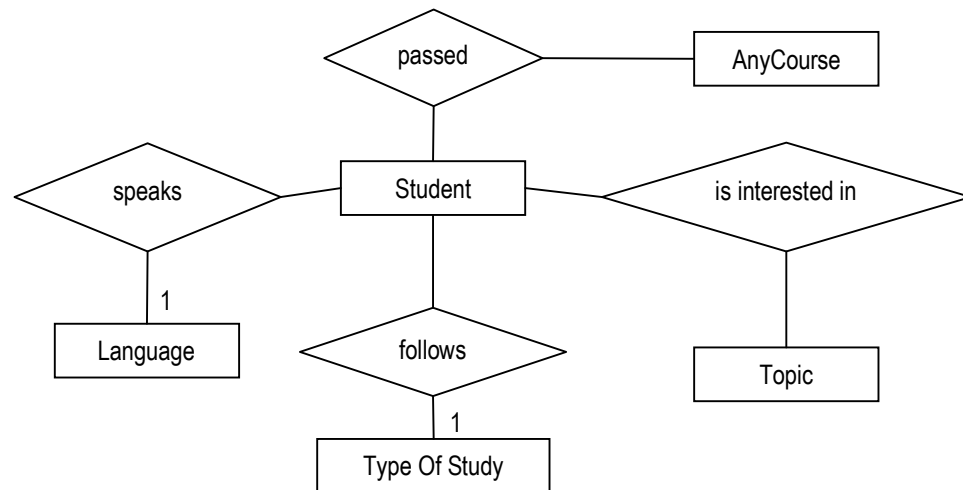 passed
AnyCourse
speaks
Student
is interested in
1
Language
follows
Topic
1
Type Of Study